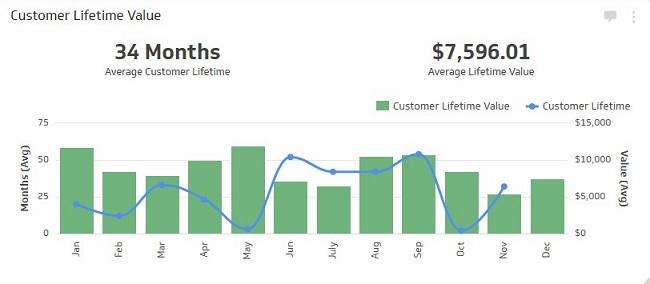 Customer Lifetime Value
34 Months
Average Customer Lifetime
$7,596.01
Average Lifetime Value
Customer Lifetime Value
Customer Lifetime
Months (Avg)
75
50
25
0
$15,000
$10,000
$5,000
$0
Value (Avg)
Jan
Feb
Mar
Apr
May
Jun
July
Aug
Sep
Oct
Nov
Dec